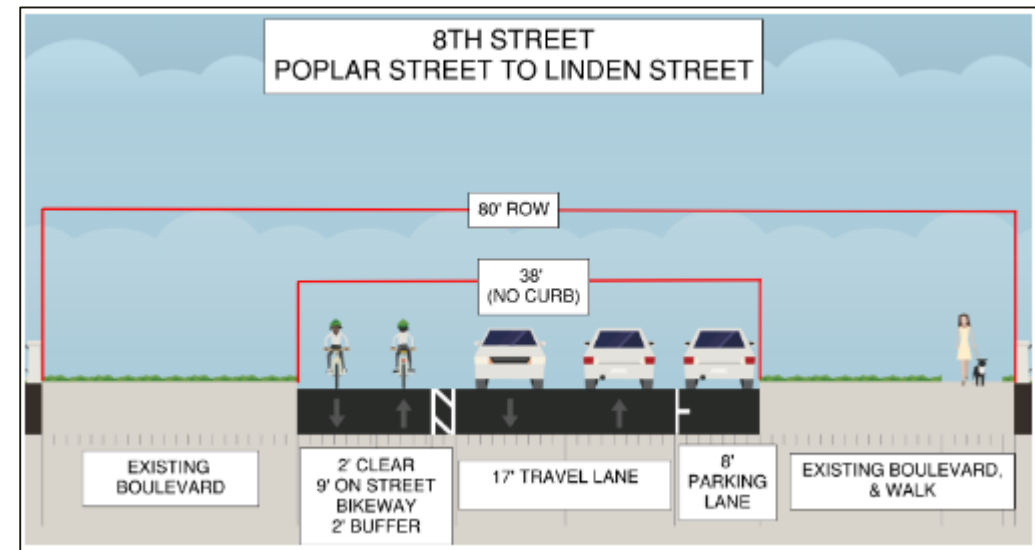 8TH STREET
POPLAR STREET TO LINDEN STREET
80' ROW
38'
(NO CURB)
EXISTING
BOULEVARD
2' CLEAR
9' ON STREET
BIKEWAY
2' BUFFER
17' TRAVEL LANE
8'
PARKING
LANE
EXISTING BOULEVARD,
& WALK